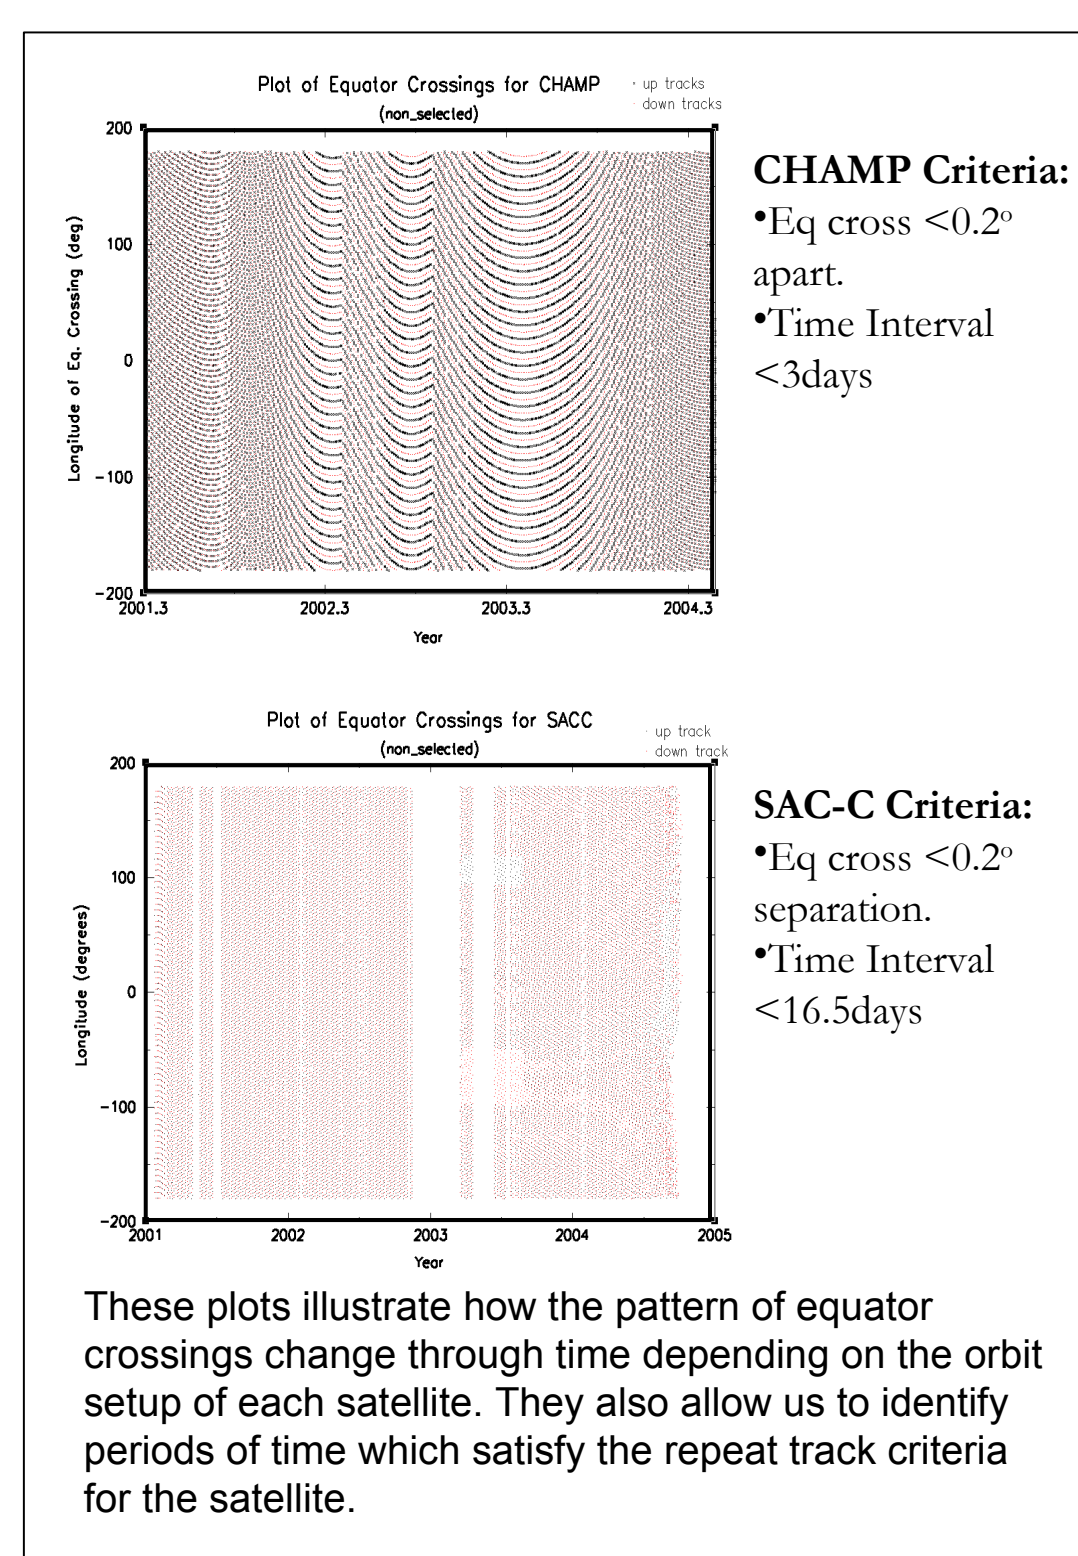 Plot of Equator Crossings for CHAMP
(non_selected)
up tracks
down tracks
200
100
0
-100
-200
Longitude of Eq. Crossing (deg)
2001.3
2002.3
2003.3
2004.3
Year
CHAMP Criteria:
•Eq cross <0.2°
apart.
•Time Interval
<3days
Plot of Equator Crossings for SACC
(non_selected)
up track
down track
200
100
0
-100
-200
Longitude (degrees)
2001
2002
2003
2004
2005
Year
SAC-C Criteria:
•Eq cross <0.2°
separation.
•Time Interval
<16.5days
These plots illustrate how the pattern of equator
crossings change through time depending on the orbit
setup of each satellite. They also allow us to identify
periods of time which satisfy the repeat track criteria
for the satellite.